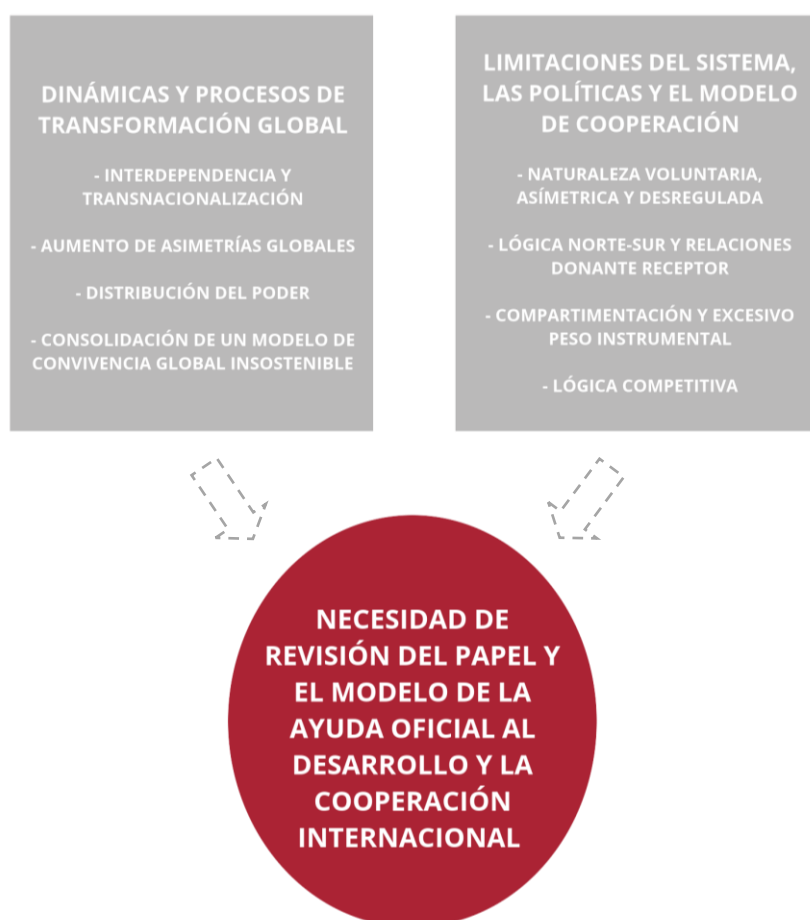 DINÁMICAS Y PROCESOS DE
TRANSFORMACIÓN GLOBAL
- INTERDEPENDENCIA Y
TRANSNACIONALIZACIÓN
- AUMENTO DE ASIMETRÍAS GLOBALES
- DISTRIBUCIÓN DEL PODER
- CONSOLIDACIÓN DE UN MODELO DE
CONVIVENCIA GLOBAL INSOSTENIBLE
LIMITACIONES DEL SISTEMA,
LAS POLÍTICAS Y EL MODELO
DE COOPERACIÓN
- NATURALEZA VOLUNTARIA,
ASÍMETRICA Y DESREGULADA
- LÓGICA NORTE-SUR Y RELACIONES
DONANTE RECEPTOR
- COMPARTIMENTACIÓN Y EXCESIVO
PESO INSTRUMENTAL
- LÓGICA COMPETITIVA
NECESIDAD DE
REVISIÓN DEL PAPEL Y
EL MODELO DE LA
AYUDA OFICIAL AL
DESARROLLO Y LA
COOPERACIÓN
INTERNACIONAL